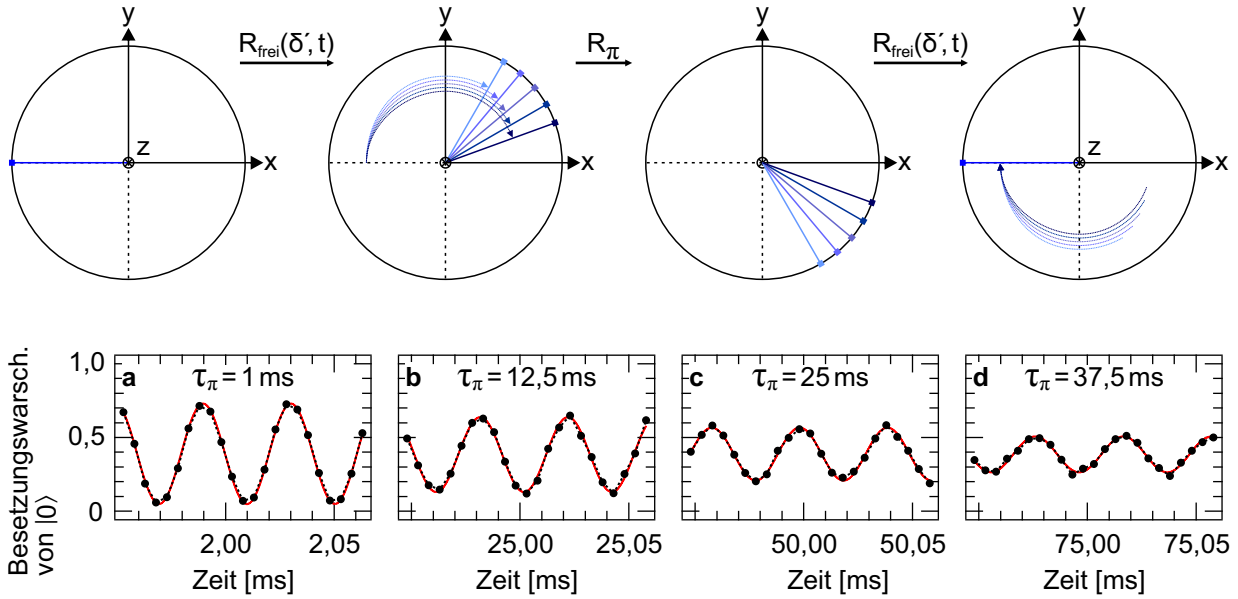 y
y
y
y
R_frei(δ´, t)
R_π
R_frei(δ´, t)
z
x
x
x
z
x
Besetzungswarsch.
von |0⟩
1,0
0,5
0
a τ_π = 1 ms
b τ_π = 12,5 ms
c τ_π = 25 ms
d τ_π = 37,5 ms
2,00 2,05
25,00 25,05
50,00 50,05
75,00 75,05
Zeit [ms]
Zeit [ms]
Zeit [ms]
Zeit [ms]